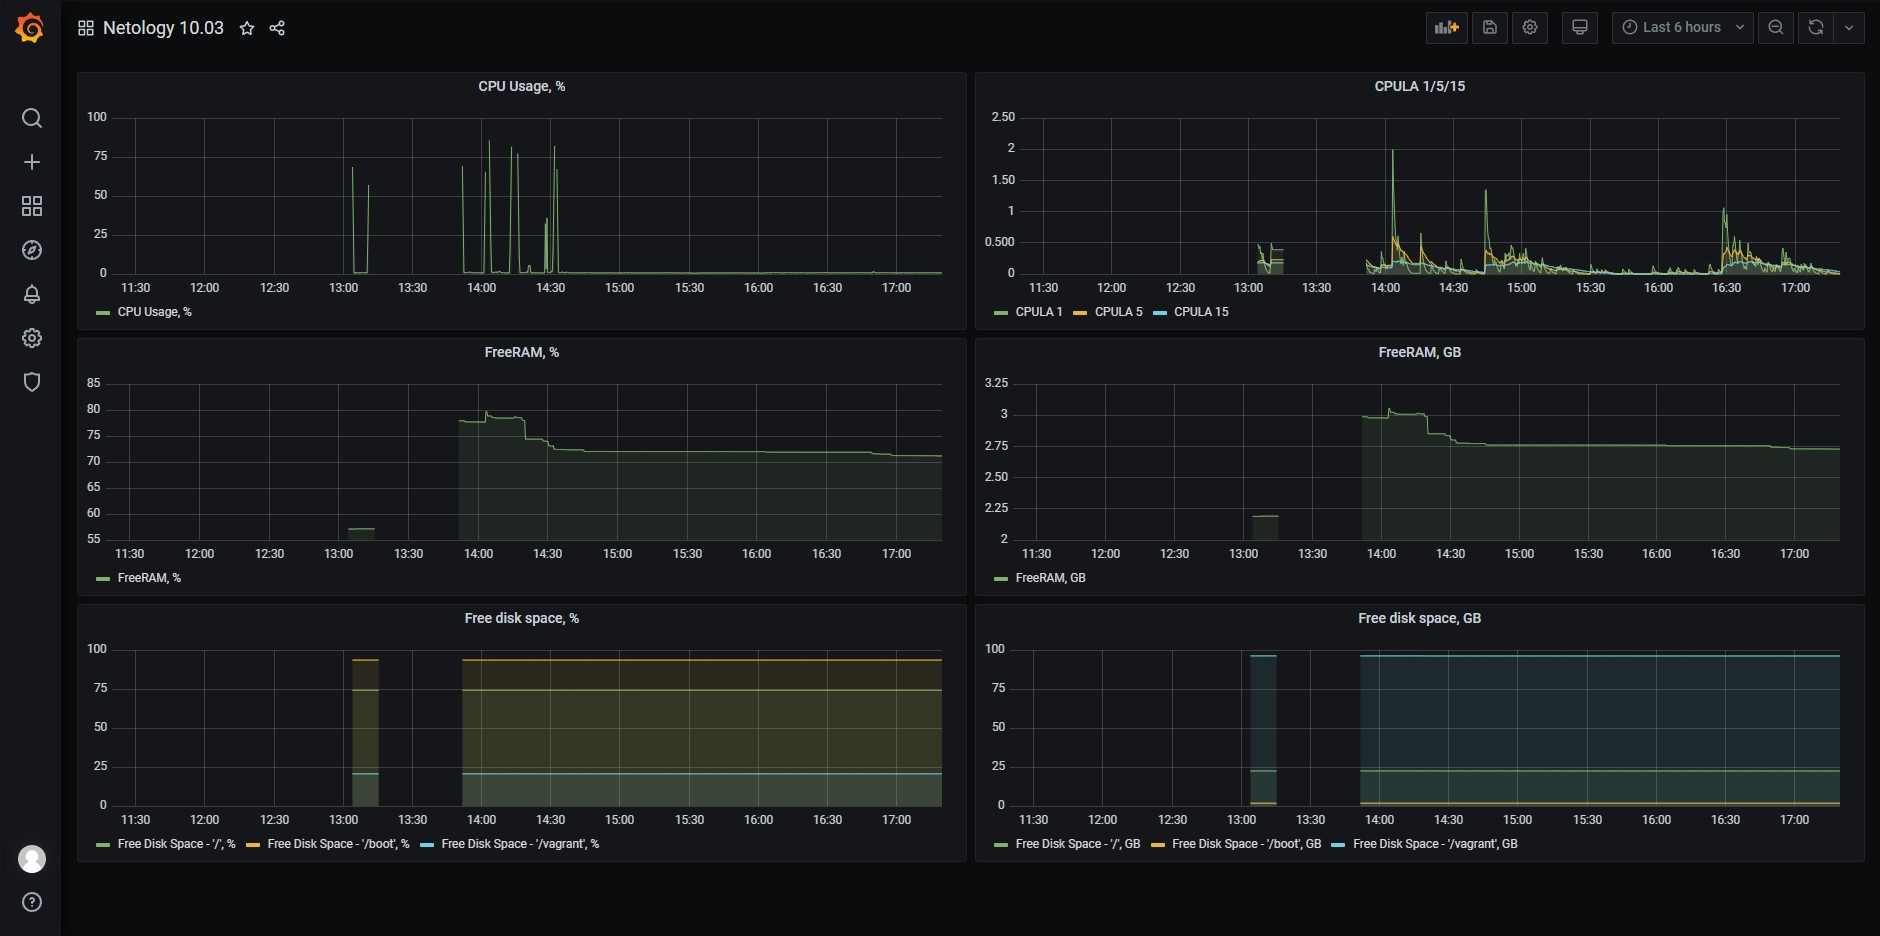 Netology 10.03
Last 6 hours
CPU Usage, %
100
75
50
25
0
11:30 12:00 12:30 13:00 13:30 14:00 14:30 15:00 15:30 16:00 16:30 17:00
CPU Usage, %
CPULA 1/5/15
2.50
2
1.50
1
0.500
0
11:30 12:00 12:30 13:00 13:30 14:00 14:30 15:00 15:30 16:00 16:30 17:00
CPULA 1 CPULA 5 CPULA 15
FreeRAM, %
85
80
75
70
65
60
55
11:30 12:00 12:30 13:00 13:30 14:00 14:30 15:00 15:30 16:00 16:30 17:00
FreeRAM, %
FreeRAM, GB
3.25
3
2.75
2.50
2.25
2
11:30 12:00 12:30 13:00 13:30 14:00 14:30 15:00 15:30 16:00 16:30 17:00
FreeRAM, GB
Free disk space, %
100
75
50
25
0
11:30 12:00 12:30 13:00 13:30 14:00 14:30 15:00 15:30 16:00 16:30 17:00
Free Disk Space - '/', % Free Disk Space - '/boot', % Free Disk Space - '/vagrant', %
Free disk space, GB
100
75
50
25
0
11:30 12:00 12:30 13:00 13:30 14:00 14:30 15:00 15:30 16:00 16:30 17:00
Free Disk Space - '/', GB Free Disk Space - '/boot', GB Free Disk Space - '/vagrant', GB